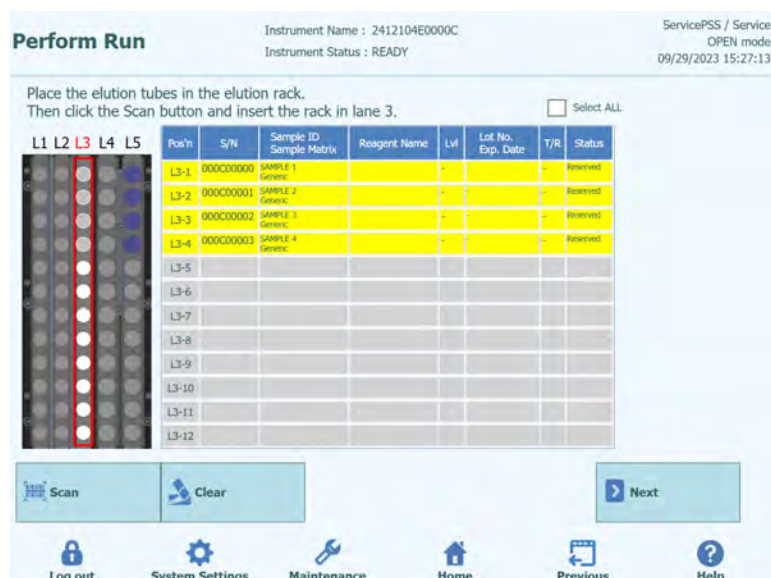 Perform Run
Instrument Name : 2412104E0000C
Instrument Status : READY
ServicePSS / Service
OPEN mode
09/29/2023 15:27:13
Place the elution tubes in the elution rack.
Then click the Scan button and insert the rack in lane 3.
Select ALL
L1 L2 L3 L4 L5
Pos'n S/N Sample ID Sample Matrix Reagent Name Lvl Lot No. Exp. Date T/R Status
L3-1 000C00000 SAMPLE 1 Generic - - -- Reserved
L3-2 000C00001 SAMPLE 2 Generic - - -- Reserved
L3-3 000C00002 SAMPLE 3 Generic - - -- Reserved
L3-4 000C00003 SAMPLE 4 Generic - - -- Reserved
L3-5
L3-6
L3-7
L3-8
L3-9
L3-10
L3-11
L3-12
Scan
Clear
Next
Log out
System Settings
Maintenance
Home
Previous
Help